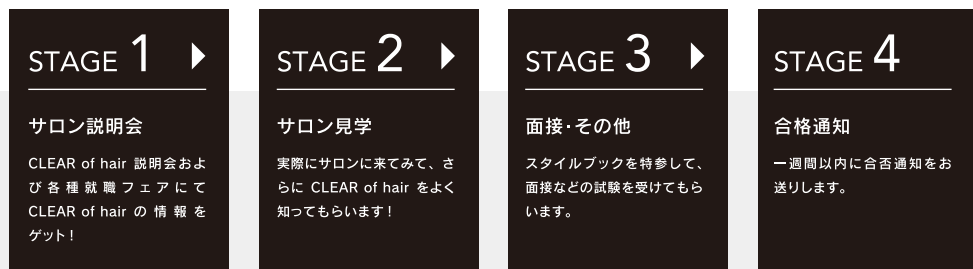 STAGE 1
サロン説明会
CLEAR of hair 説明会およ
び各種就職フェアにて
CLEAR of hair の情報を
ゲット！
STAGE 2
サロン見学
実際にサロンに来てみて、さ
らに CLEAR of hair をよく
知ってもらいます！
STAGE 3
面接・その他
スタイルブックを特参して、
面接などの試験を受けてもら
います。
STAGE 4
合格通知
一週間以内に合否通知をお
送りします。